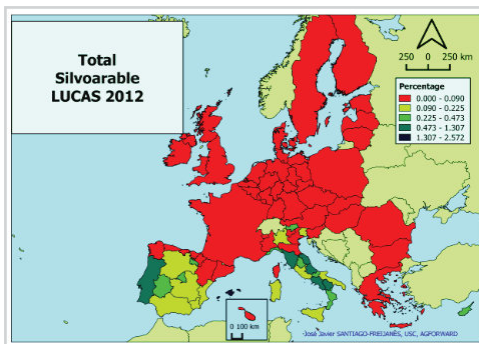 Total
Silvoarable
LUCAS 2012
250 0 250 km
Percentage
0.000 - 0.090
0.090 - 0.225
0.225 - 0.473
0.473 - 1.307
1.307 - 2.572
0 100 km
José Javier SANTIAGO-FREIJANES, USC, AGFORWARD